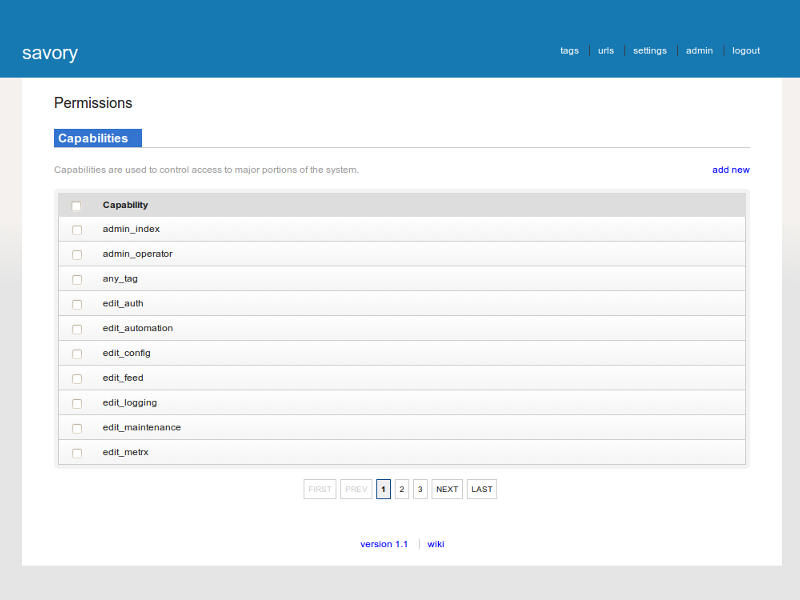 savory
tags urls settings admin logout
Permissions
Capabilities
Capabilities are used to control access to major portions of the system.
add new
Capability
admin_index
admin_operator
any_tag
edit_auth
edit_automation
edit_config
edit_feed
edit_logging
edit_maintenance
edit_metrx
FIRST PREV 1 2 3 NEXT LAST
version 1.1 wiki